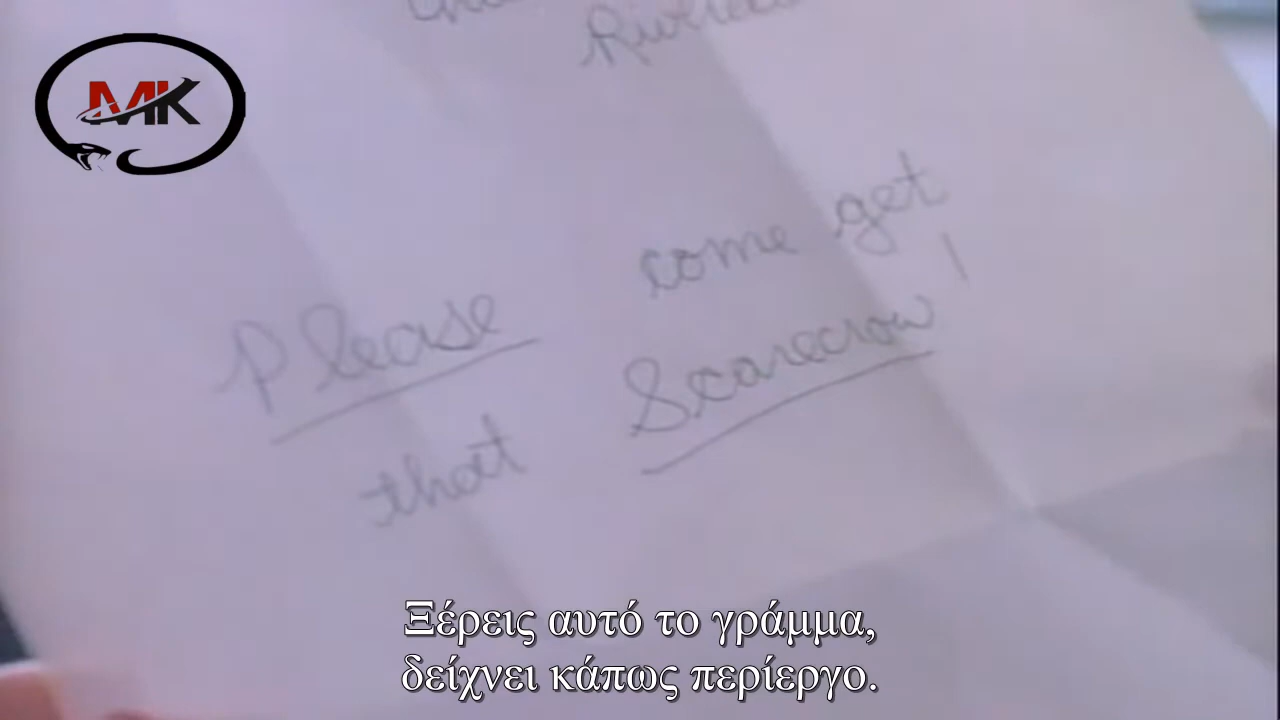 MK
Please come get
that Scarecrow!
Ξέρεις αυτό το γράμμα,
δείχνει κάπως περίεργο.